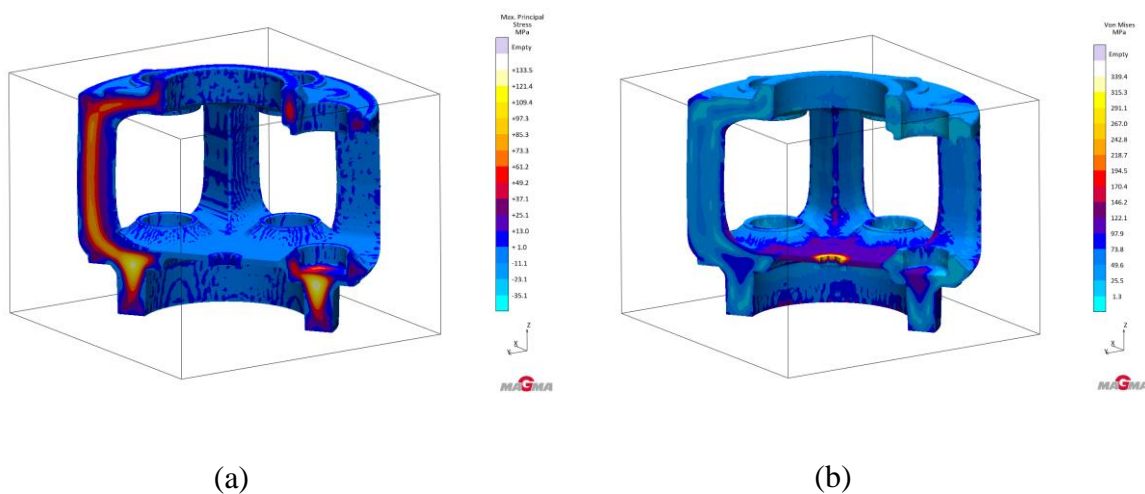 Max. Principal
Stress
MPa
Empty
+133.5
+121.4
+109.4
+97.3
+85.3
+73.3
+61.2
+49.2
+37.1
+25.1
+13.0
+ 1.0
-11.1
-23.1
-35.1
Z
X
Y
MAGMA
(a)
Von Mises
MPa
Empty
339.4
315.3
291.1
267.0
242.8
218.7
194.5
170.4
146.2
122.1
97.9
73.8
49.6
25.5
1.3
Z
X
Y
MAGMA
(b)